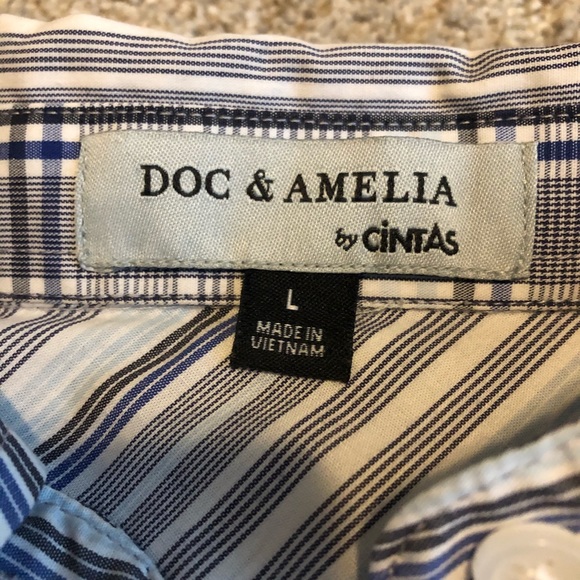 DOC & AMELIA
by CiNTAS
L
MADE IN
VIETNAM